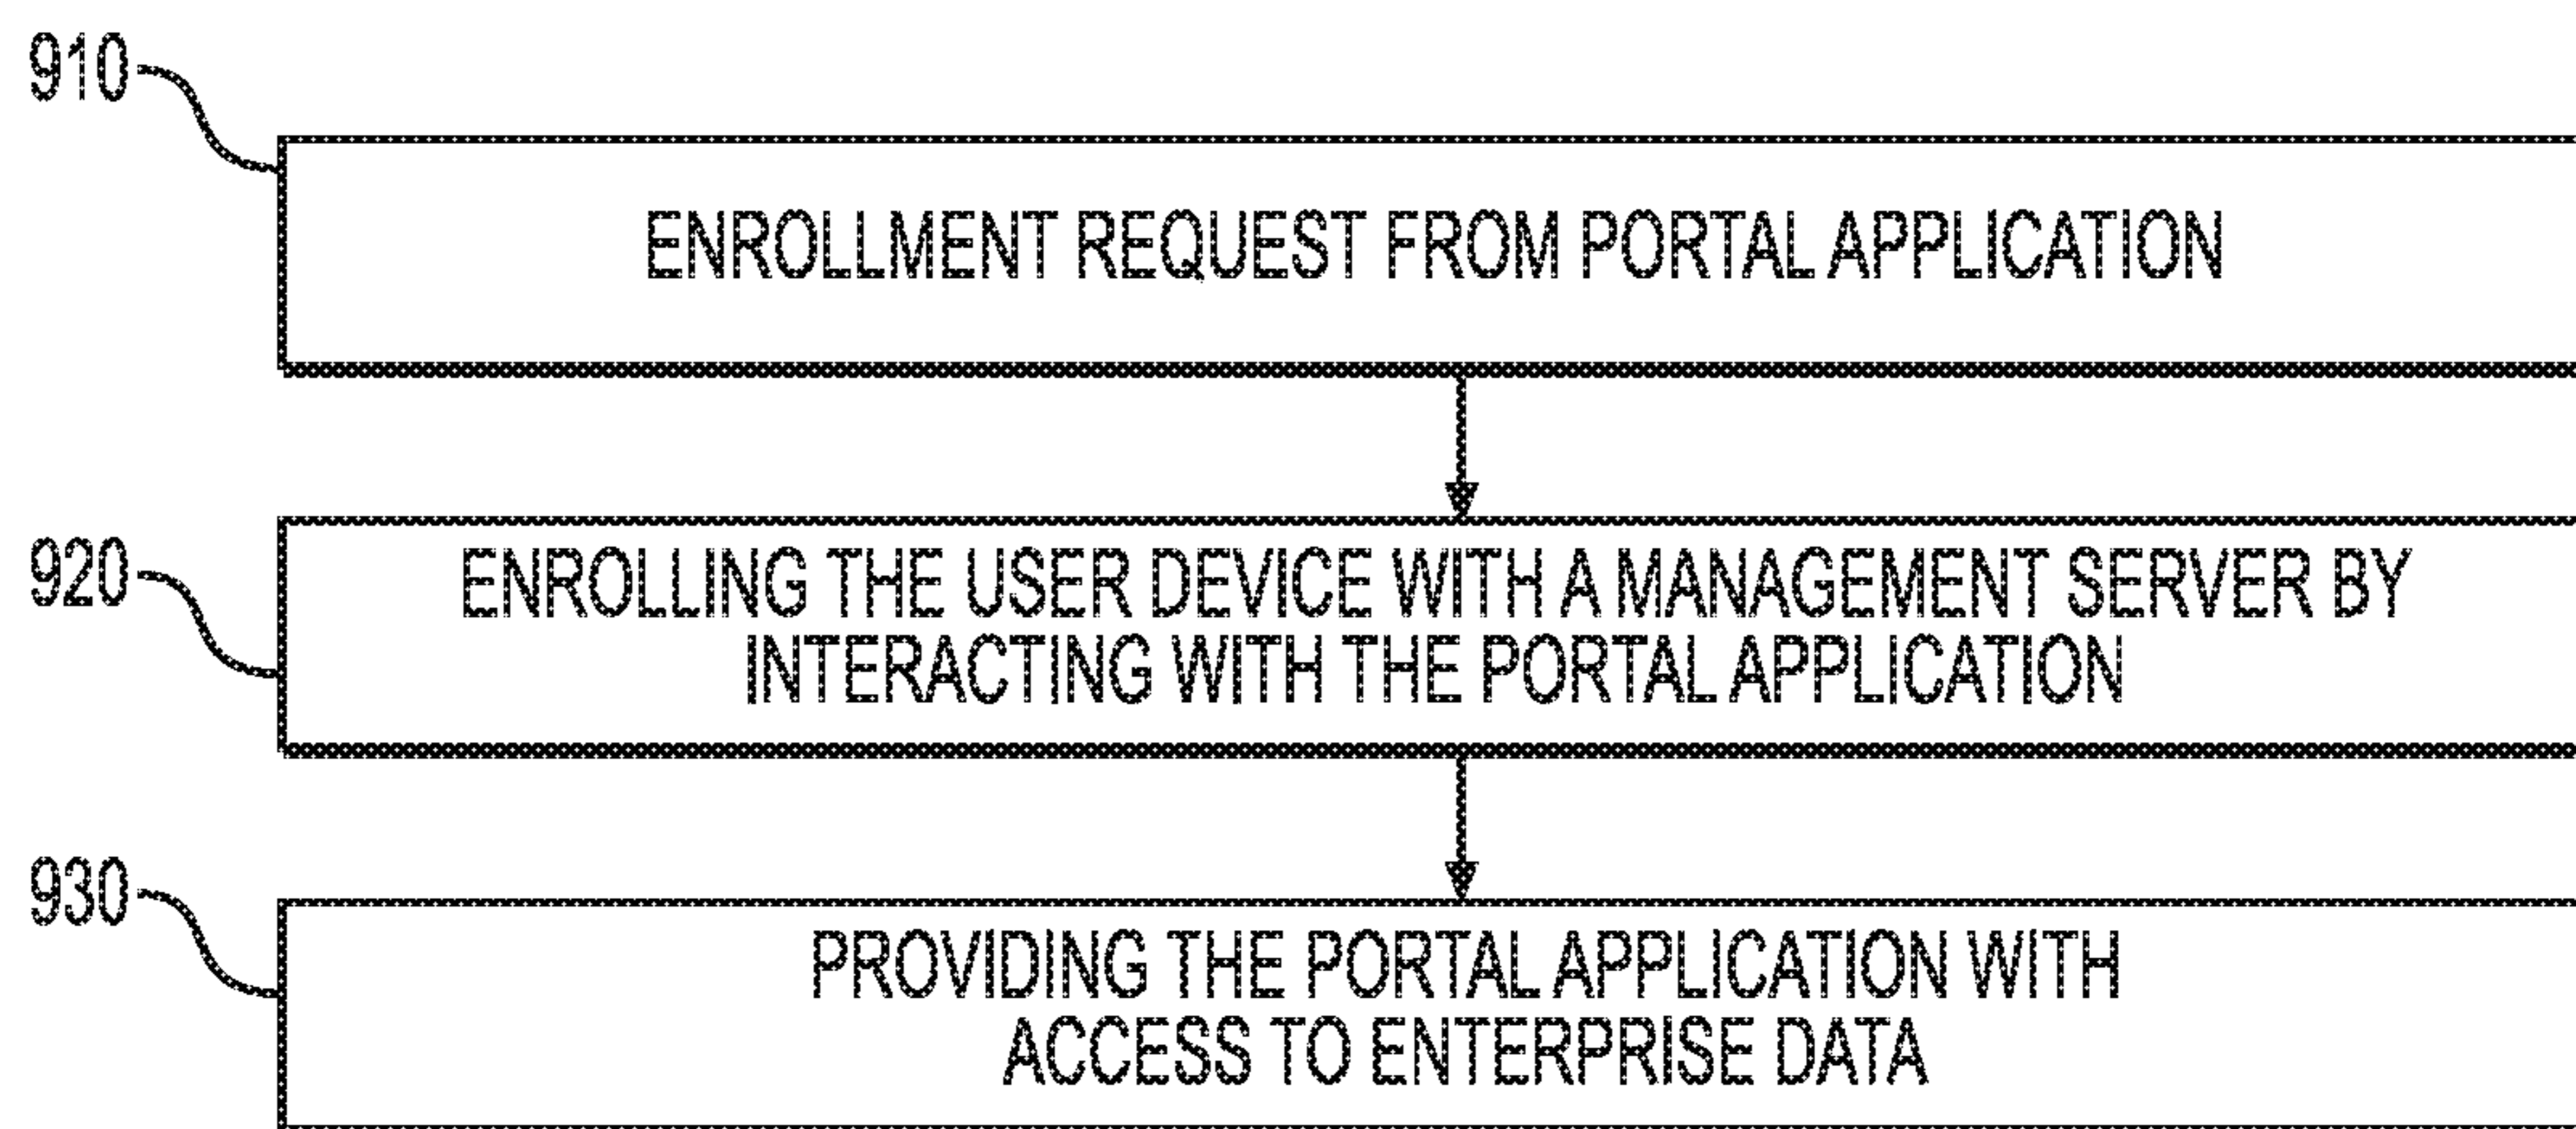 910
ENROLLMENT REQUEST FROM PORTAL APPLICATION
920
ENROLLING THE USER DEVICE WITH A MANAGEMENT SERVER BY
INTERACTING WITH THE PORTAL APPLICATION
930
PROVIDING THE PORTAL APPLICATION WITH
ACCESS TO ENTERPRISE DATA